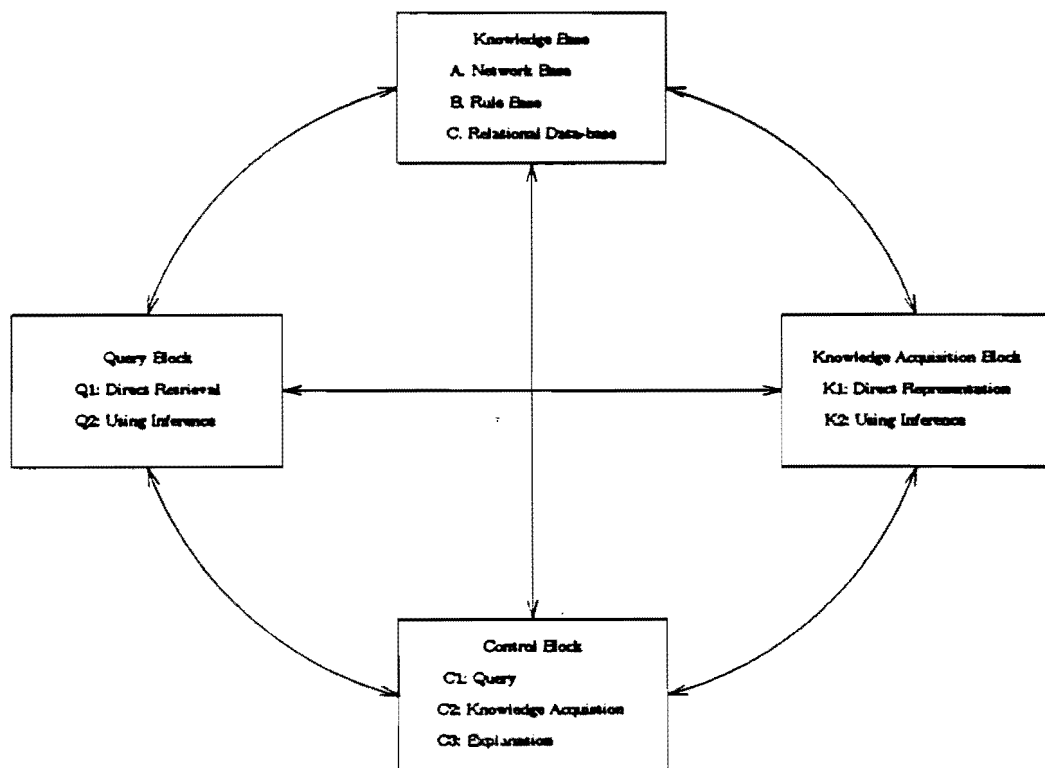 Knowledge Base
A. Network Base
B. Rule Base
C. Relational Data-base
Query Block
Q1: Direct Retrieval
Q2: Using Inference
Knowledge Acquisition Block
K1: Direct Representation
K2: Using Inference
Control Block
C1: Query
C2: Knowledge Acquistion
C3: Explanation